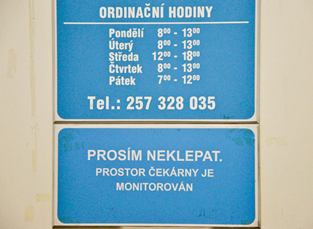 ORDINAČNÍ HODINY
Pondělí 8⁰⁰ - 13⁰⁰
Úterý 8⁰⁰ - 13⁰⁰
Středa 12⁰⁰ - 18⁰⁰
Čtvrtek 8⁰⁰ - 13⁰⁰
Pátek 7⁰⁰ - 12⁰⁰
Tel.: 257 328 035
PROSÍM NEKLEPAT.
PROSTOR ČEKÁRNY JE
MONITOROVÁN